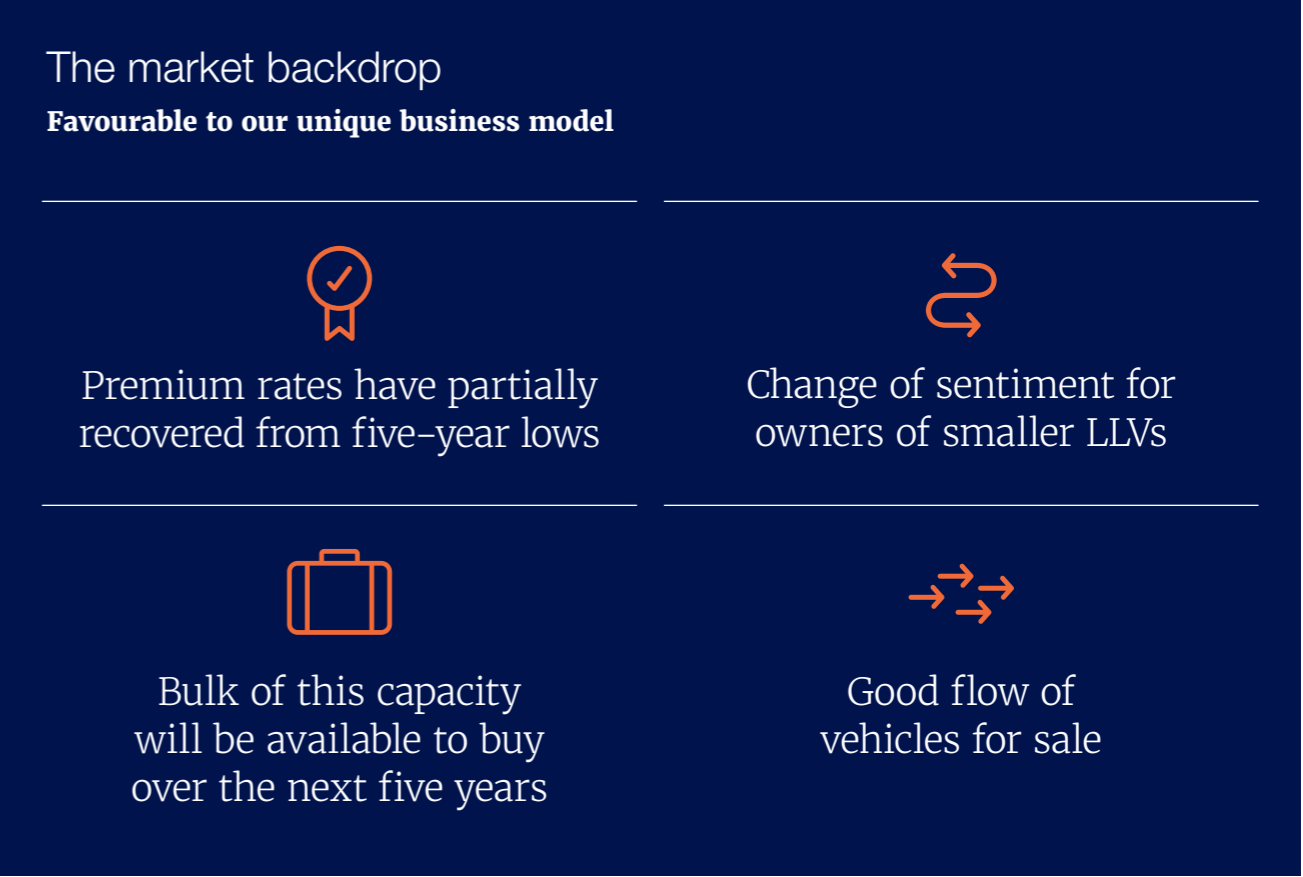 The market backdrop
Favourable to our unique business model
Premium rates have partially
recovered from five-year lows
Change of sentiment for
owners of smaller LLVs
Bulk of this capacity
will be available to buy
over the next five years
Good flow of
vehicles for sale